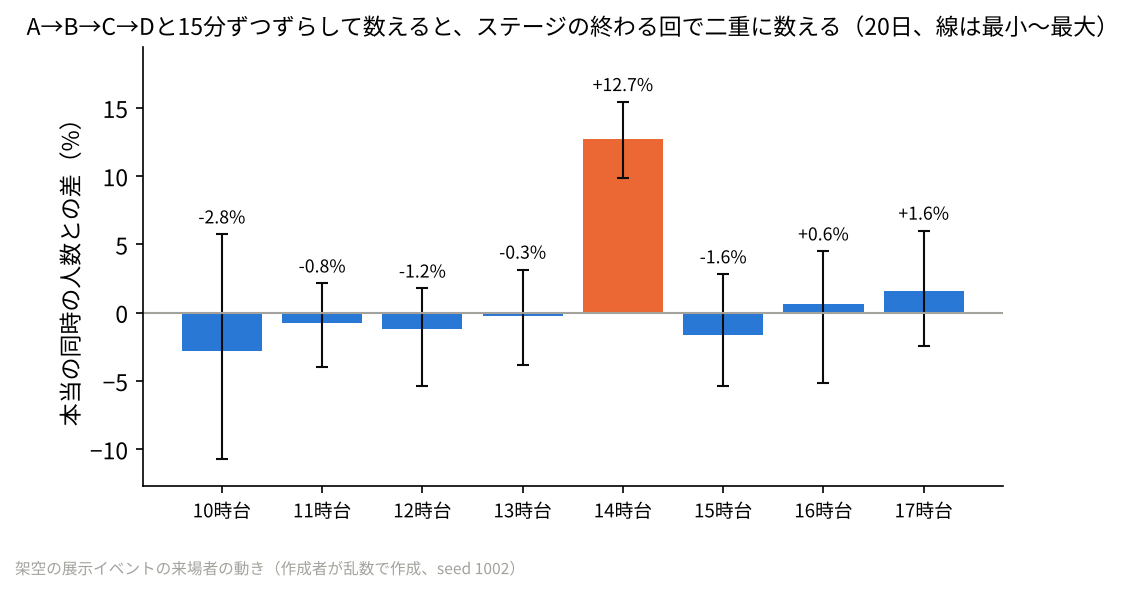 A→B→C→Dと15分ずつずらして数えると、ステージの終わる回で二重に数える（20日、線は最小〜最大）
本当の同時の人数との差（%）
15
10
5
0
−5
−10
-2.8%
-0.8%
-1.2%
-0.3%
+12.7%
-1.6%
+0.6%
+1.6%
10時台
11時台
12時台
13時台
14時台
15時台
16時台
17時台
架空の展示イベントの来場者の動き（作成者が乱数で作成、seed 1002）